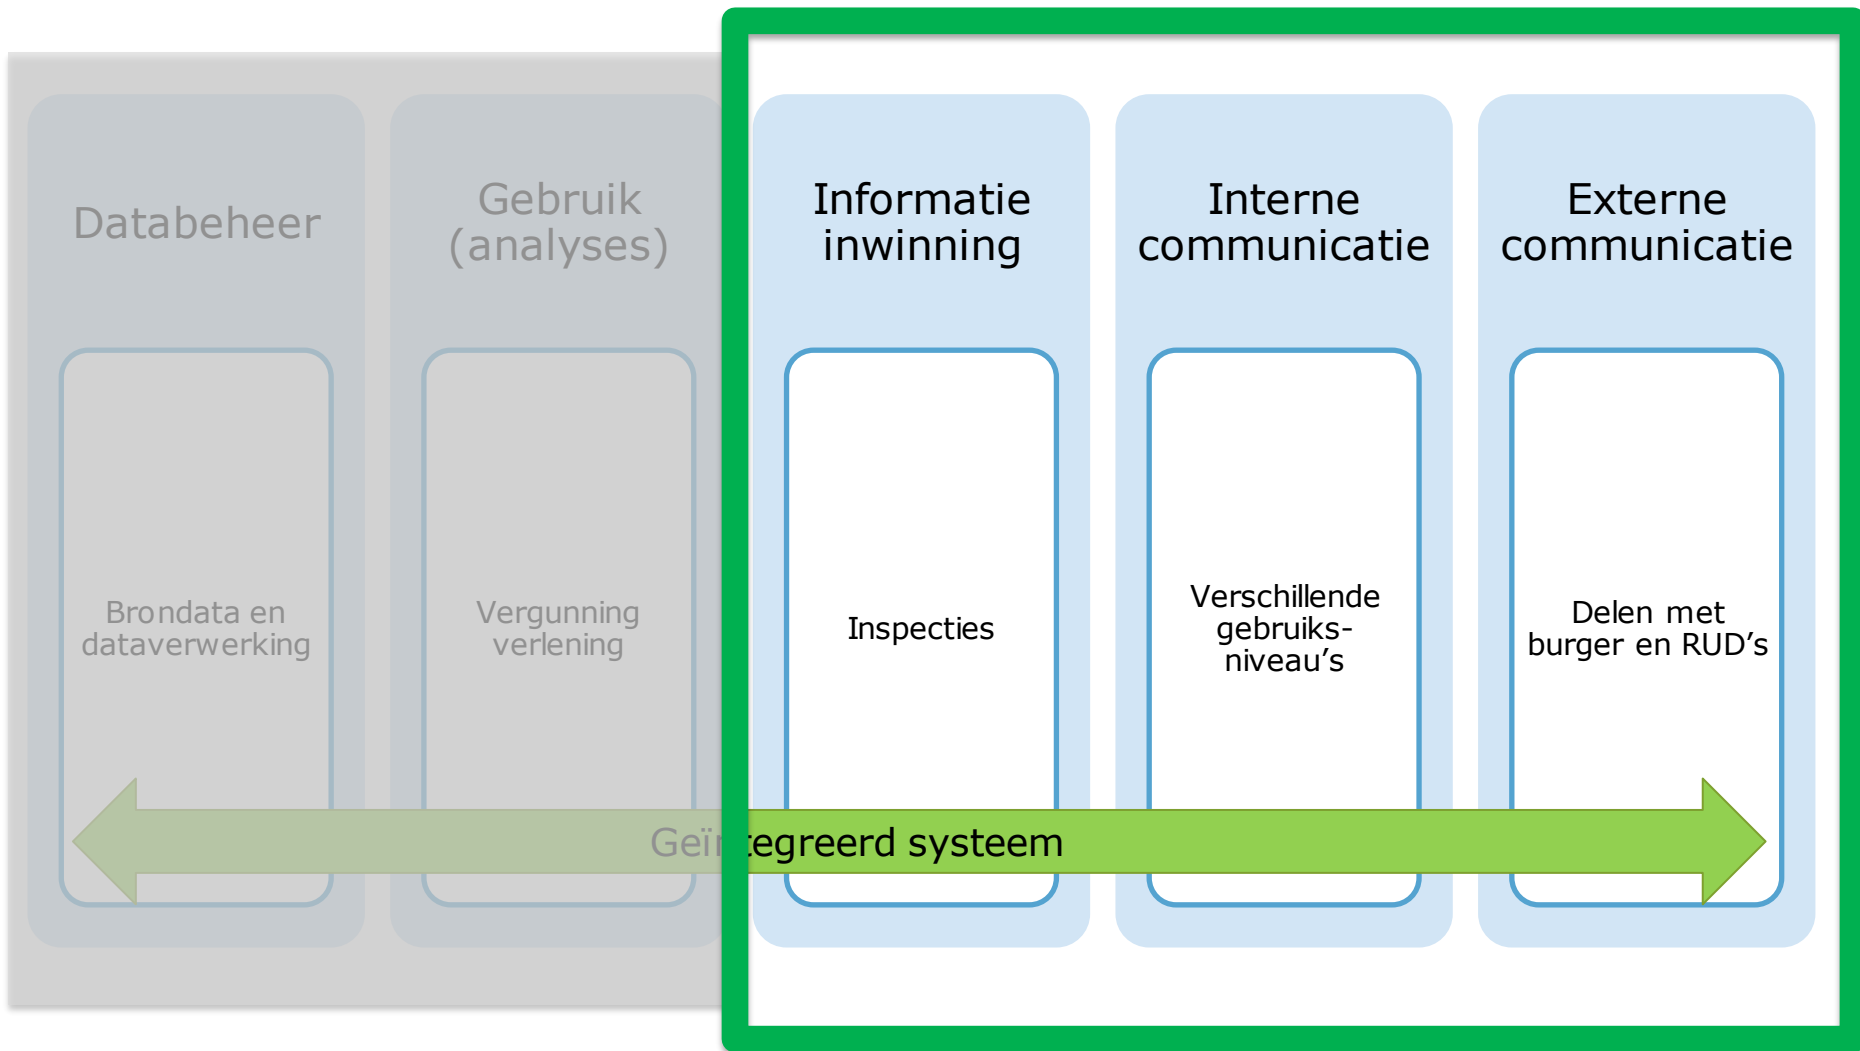 Databeheer
Gebruik
(analyses)
Informatie
inwinning
Interne
communicatie
Externe
communicatie
Brondata en
dataverwerking
Vergunning
verlening
Inspecties
Verschillende
gebruiks-
niveau's
Delen met
burger en RUD's
Geïntegreerd systeem